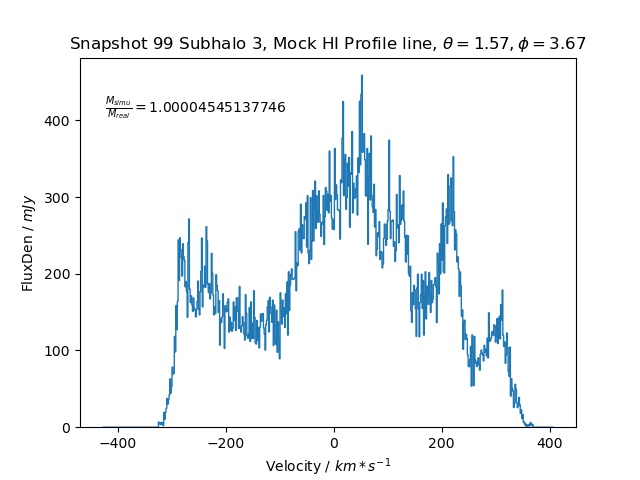 Snapshot 99 Subhalo 3, Mock HI Profile line, θ = 1.57, ϕ = 3.67
M_simu/M_real = 1.00004545137746
FluxDen / mJy
400
300
200
100
0
−400 −200 0 200 400
Velocity / km * s⁻¹